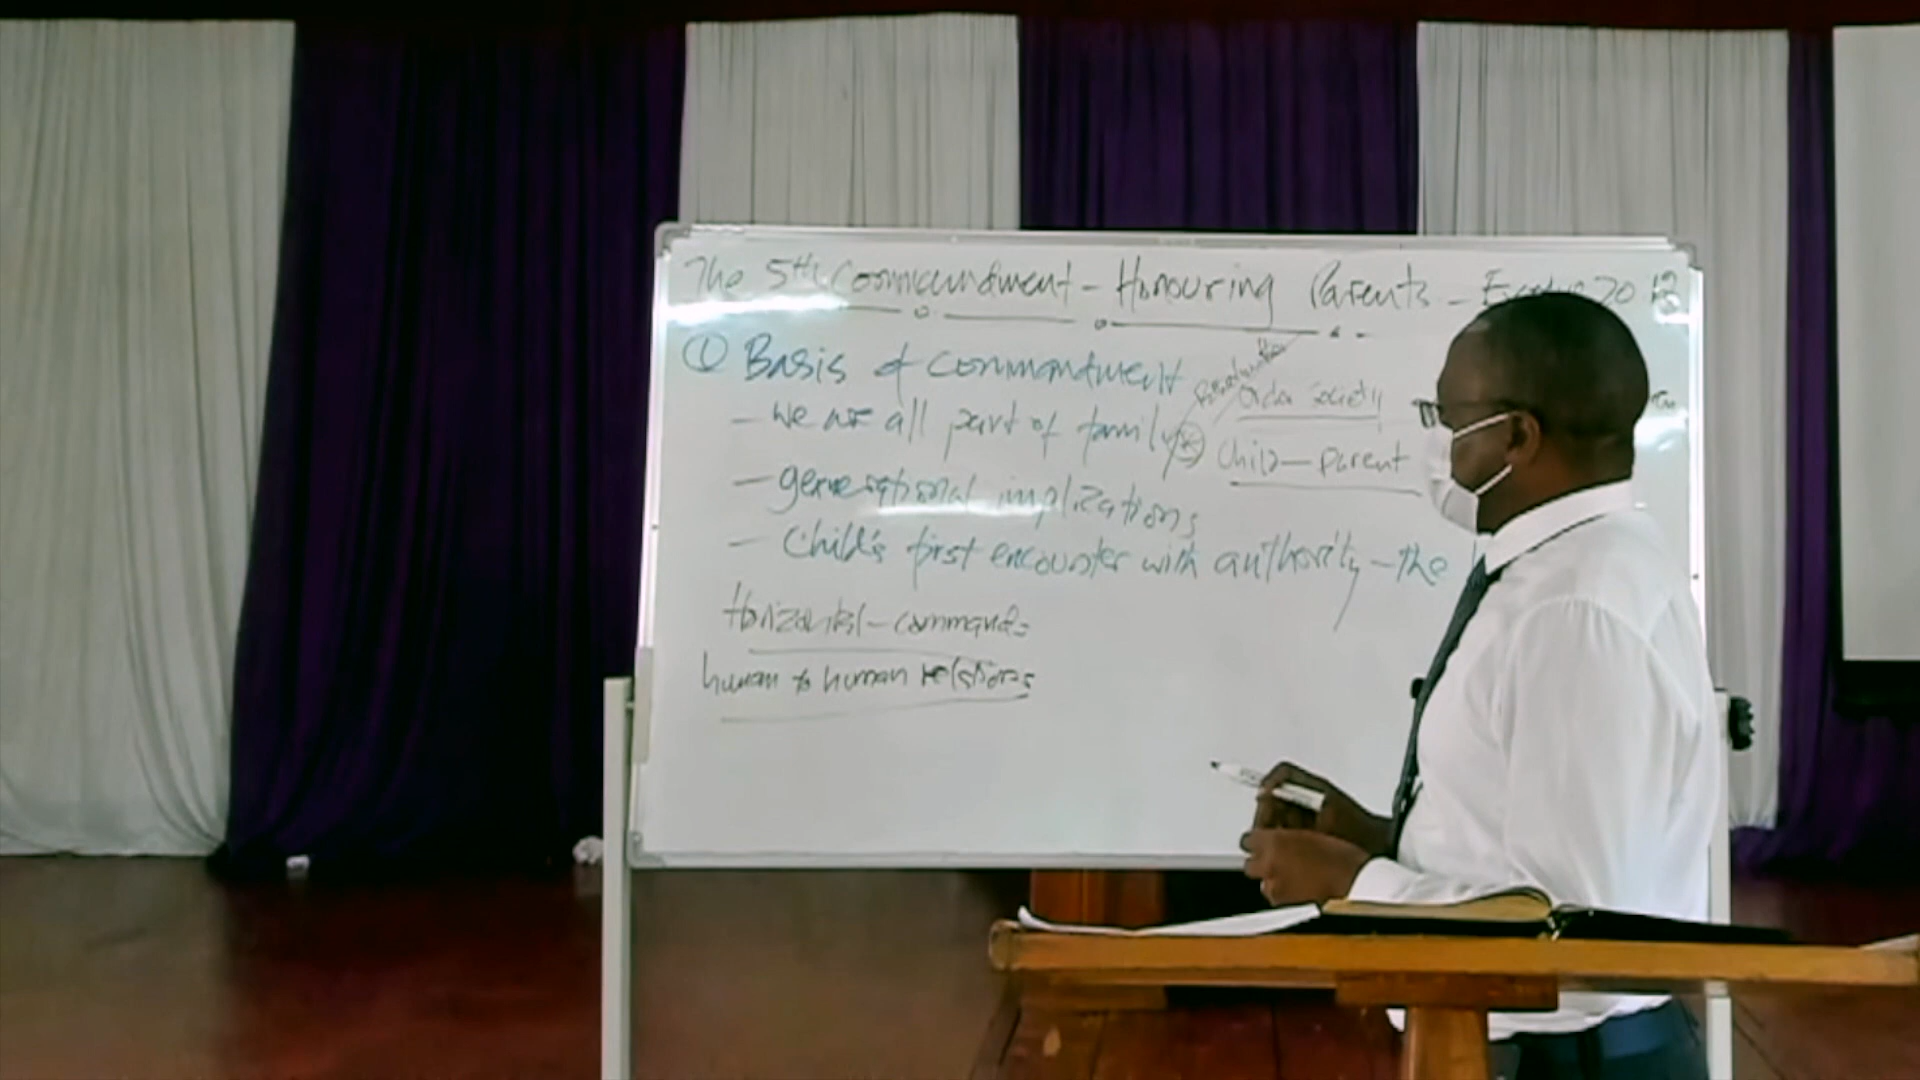 The 5th Commandment - Honouring Parents - Exodus 20:12
① Basis of commandment
- we are all part of family
foundation
order society
Child - parent
- generational implications
- Child's first encounter with authority - the
Horizontal - commands
human to human relations